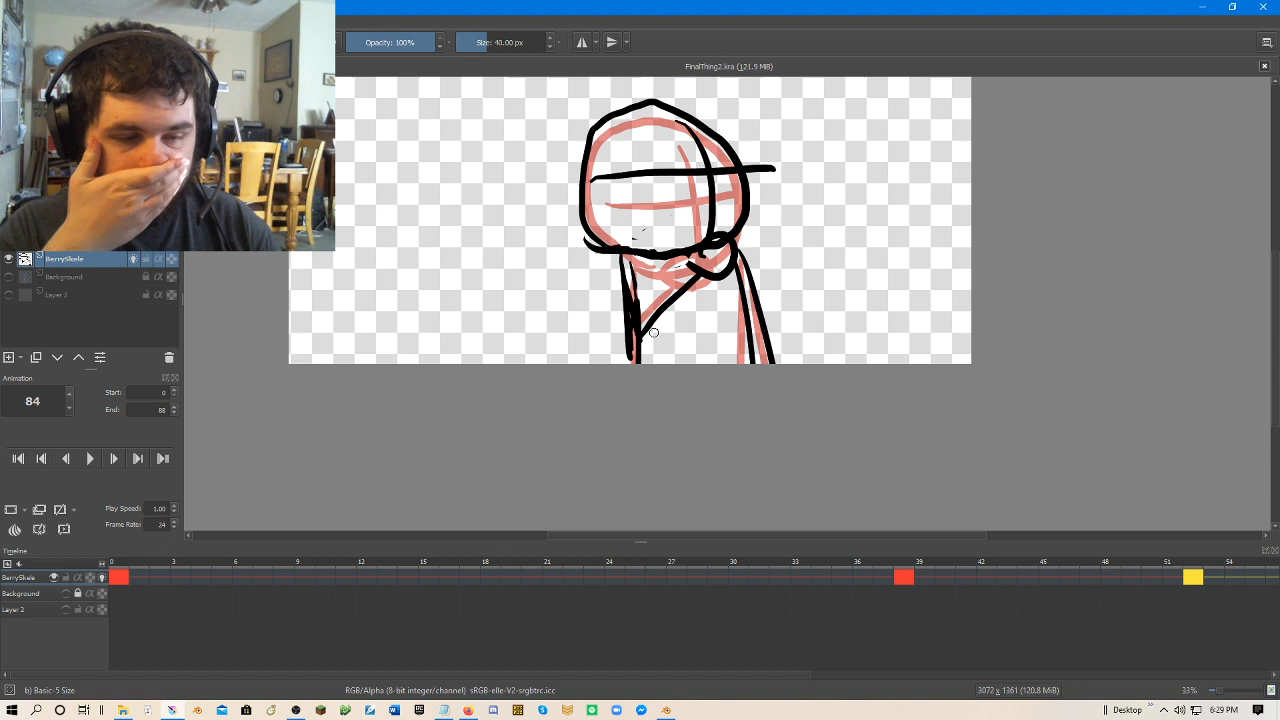 Opacity: 100%
Size: 40.00 px
FinalThing2.kra (121.9 MiB)
BerrySkele
Background
Layer 2
Animation
84
Start: 0
End: 88
Play Speed: 1.00
Frame Rate: 24
Timeline
0 3 6 9 12 15 18 21 24 27 30 33 36 39 42 45 48 51 54
BerrySkele
Background
Layer 2
b) Basic-5 Size
RGB/Alpha (8-bit integer/channel) sRGB-elle-V2-srgbtrc.icc
3072 x 1361 (120.8 MiB)
33%
Desktop
6:29 PM